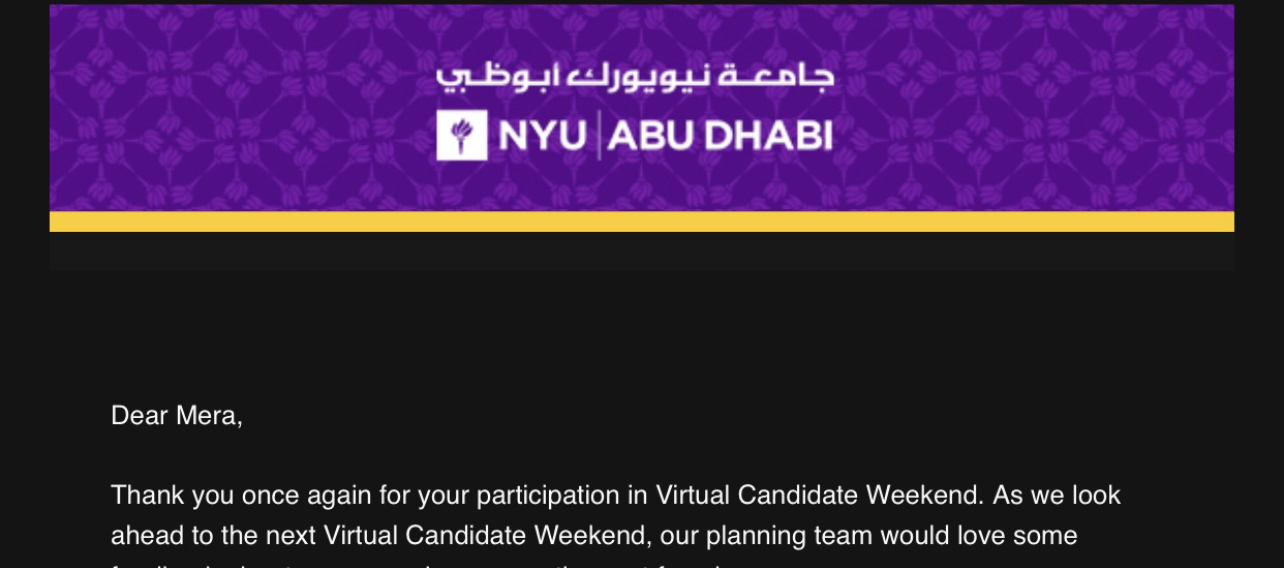 جامعـة نيويورك أبوظـبي
NYU | ABU DHABI
Dear Mera,
Thank you once again for your participation in Virtual Candidate Weekend. As we look
ahead to the next Virtual Candidate Weekend, our planning team would love some